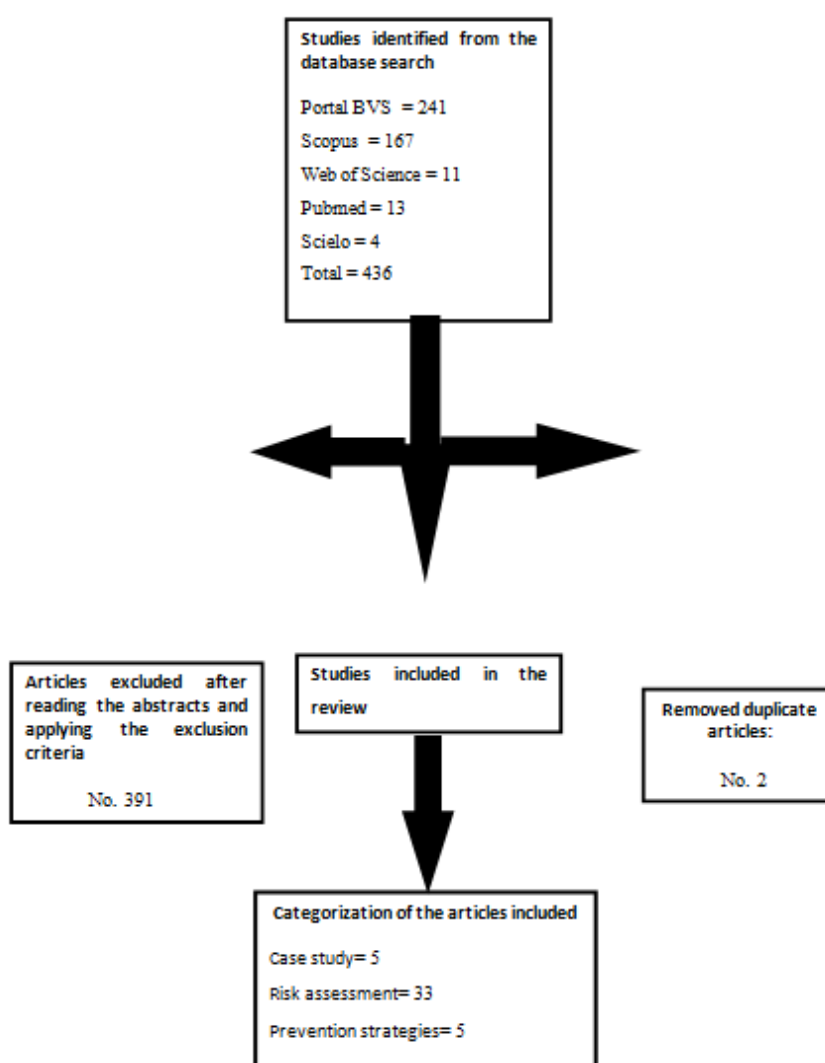 Studies identified from the
database search
Portal BVS = 241
Scopus = 167
Web of Science = 11
Pubmed = 13
Scielo = 4
Total = 436
Articles excluded after
reading the abstracts and
applying the exclusion
criteria
No. 391
Studies included in the
review
Removed duplicate
articles:
No. 2
Categorization of the articles included
Case study= 5
Risk assessment= 33
Prevention strategies= 5